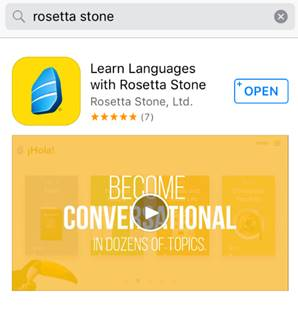 rosetta stone
Learn Languages
with Rosetta Stone
Rosetta Stone, Ltd.
(7)
+ OPEN
¡Hola!
BECOME
CONVERSATIONAL
IN DOZENS OF TOPICS.